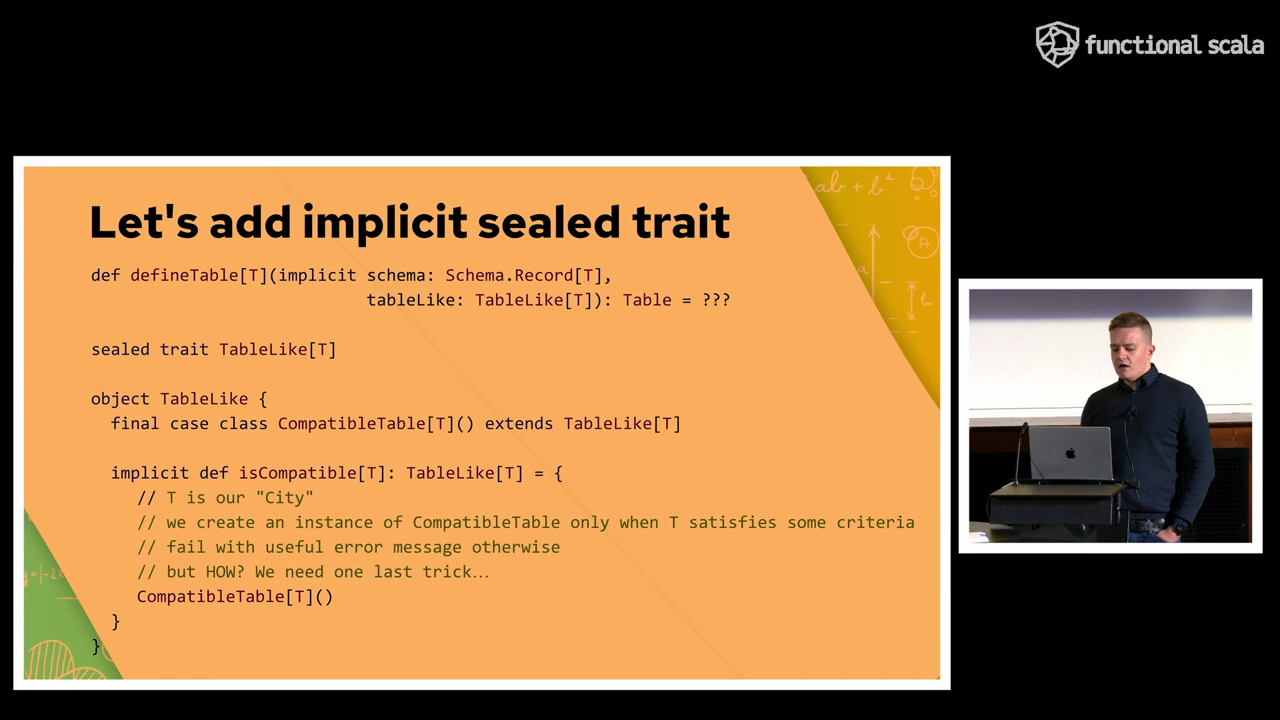 functional scala
Let's add implicit sealed trait
def defineTable[T](implicit schema: Schema.Record[T],
tableLike: TableLike[T]): Table = ???
sealed trait TableLike[T]
object TableLike {
final case class CompatibleTable[T]() extends TableLike[T]
implicit def isCompatible[T]: TableLike[T] = {
// T is our "City"
// we create an instance of CompatibleTable only when T satisfies some criteria
// fail with useful error message otherwise
// but HOW? We need one last trick...
CompatibleTable[T]()
}
}
ab + b²